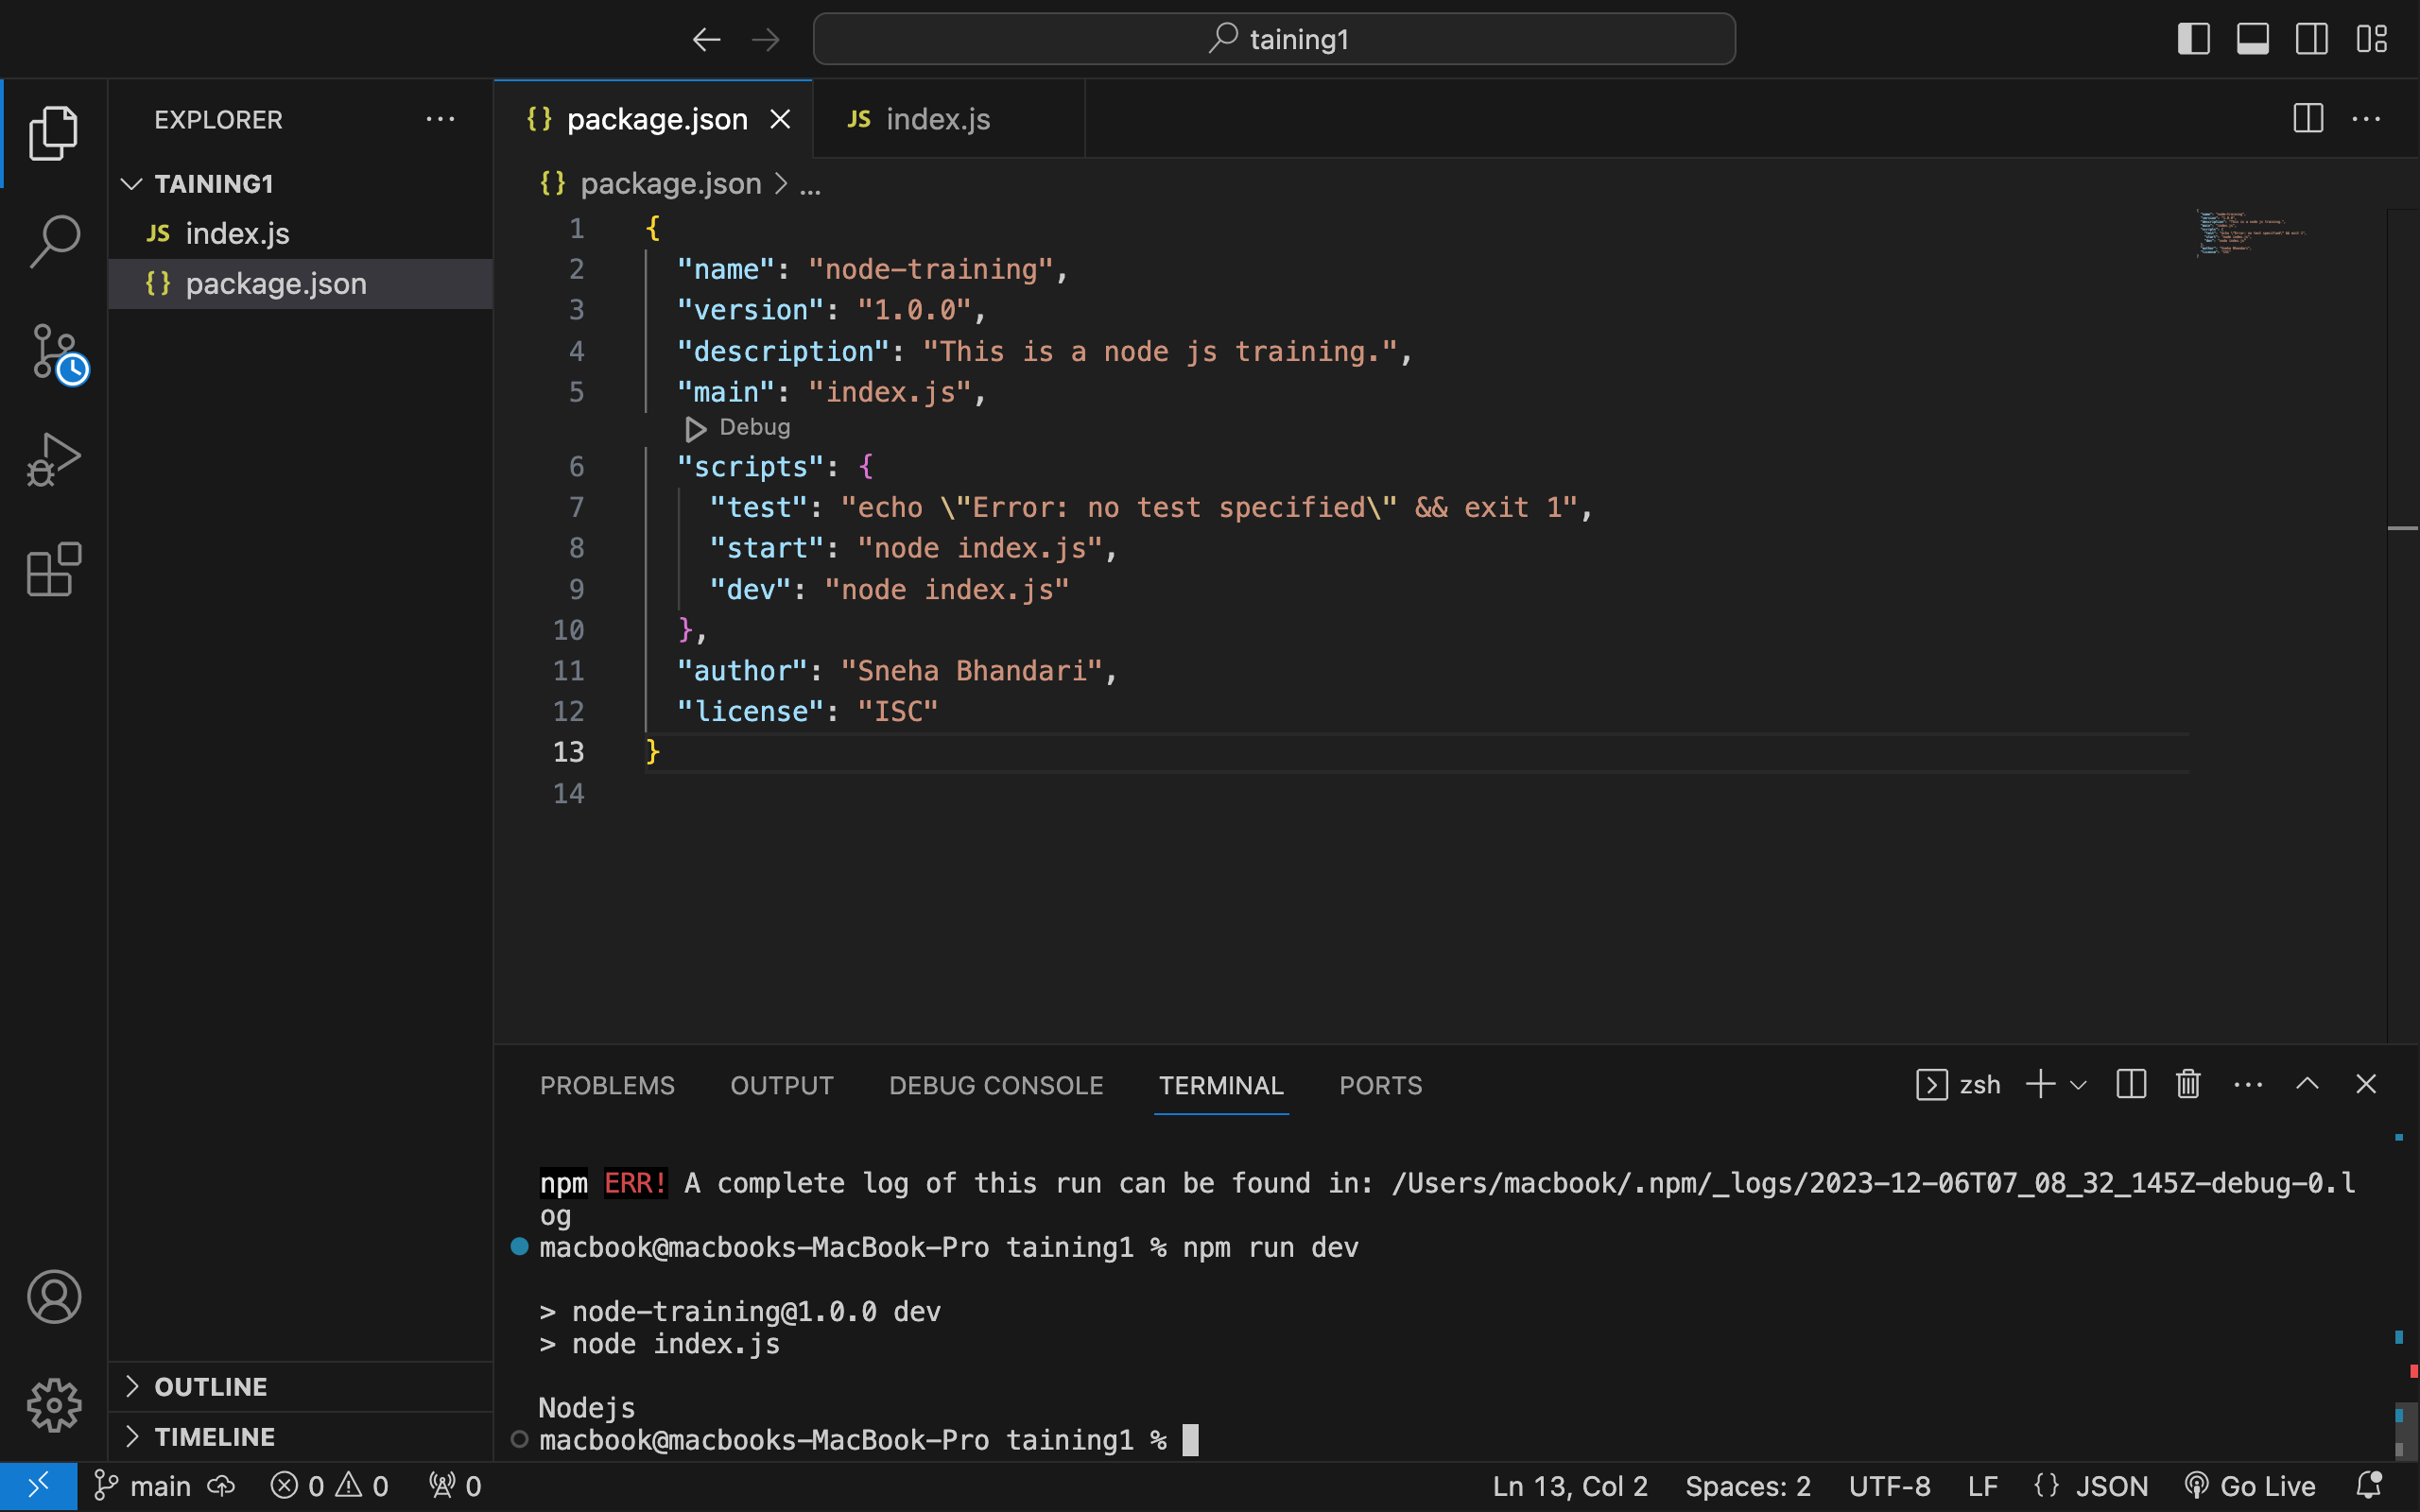 taining1
EXPLORER
TAINING1
JS index.js
{} package.json
OUTLINE
TIMELINE
{} package.json
JS index.js
{} package.json > ...
1 {
2 "name": "node-training",
3 "version": "1.0.0",
4 "description": "This is a node js training.",
5 "main": "index.js",
Debug
6 "scripts": {
7 "test": "echo \"Error: no test specified\" && exit 1",
8 "start": "node index.js",
9 "dev": "node index.js"
10 },
11 "author": "Sneha Bhandari",
12 "license": "ISC"
13 }
14
PROBLEMS OUTPUT DEBUG CONSOLE TERMINAL PORTS
zsh
npm ERR! A complete log of this run can be found in: /Users/macbook/.npm/_logs/2023-12-06T07_08_32_145Z-debug-0.l
og
macbook@macbooks-MacBook-Pro taining1 % npm run dev
> node-training@1.0.0 dev
> node index.js
Nodejs
macbook@macbooks-MacBook-Pro taining1 %
main 0 0 0 Ln 13, Col 2 Spaces: 2 UTF-8 LF {} JSON Go Live